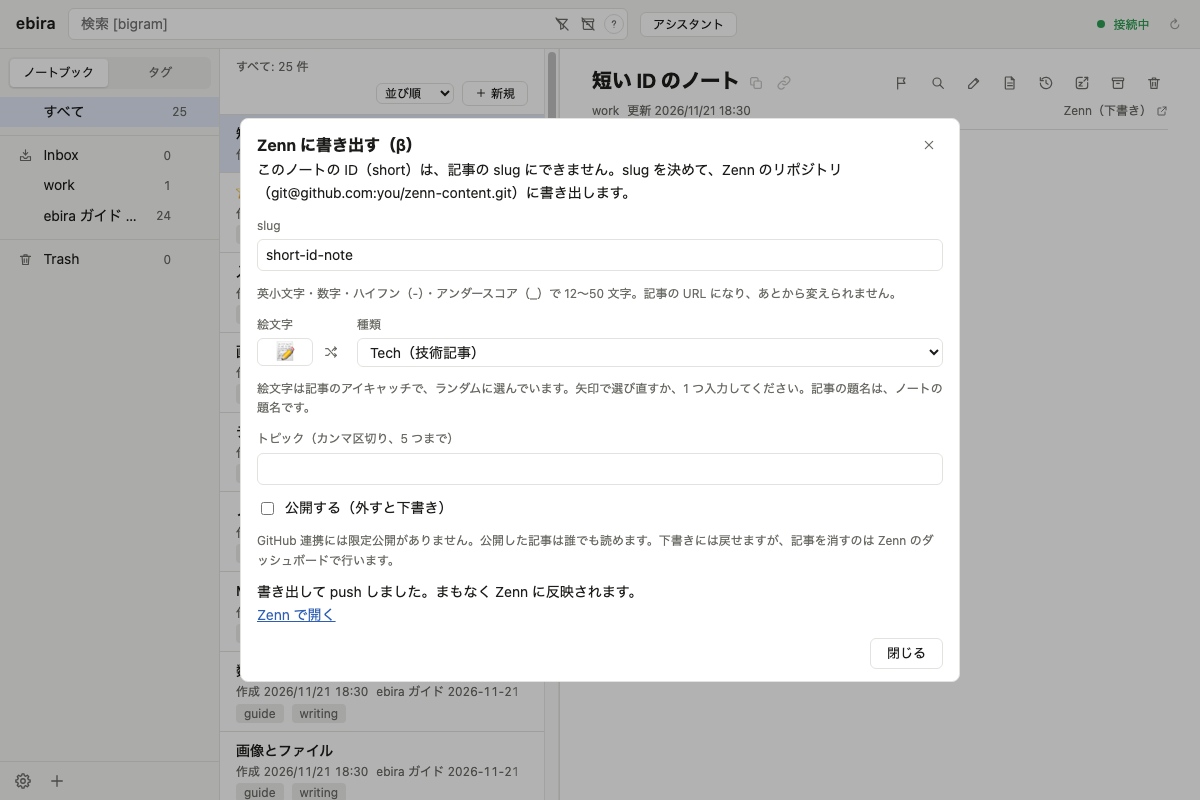 ebira
検索 [bigram]
?
アシスタント
接続中
ノートブック
タグ
すべて 25
Inbox 0
work 1
ebira ガイド ... 24
Trash 0
すべて: 25 件
並び順
+ 新規
短い ID のノート
work 更新 2026/11/21 18:30
Zenn（下書き）
Zenn に書き出す（β）
このノートの ID（short）は、記事の slug にできません。slug を決めて、Zenn のリポジトリ
（git@github.com:you/zenn-content.git）に書き出します。
slug
short-id-note
英小文字・数字・ハイフン（-）・アンダースコア（_）で 12〜50 文字。記事の URL になり、あとから変えられません。
絵文字
種類
Tech（技術記事）
絵文字は記事のアイキャッチで、ランダムに選んでいます。矢印で選び直すか、1 つ入力してください。記事の題名は、ノートの
題名です。
トピック（カンマ区切り、5 つまで）
公開する（外すと下書き）
GitHub 連携には限定公開がありません。公開した記事は誰でも読めます。下書きには戻せますが、記事を消すのは Zenn のダ
ッシュボードで行います。
書き出して push しました。まもなく Zenn に反映されます。
Zenn で開く
閉じる
作成 2026/11/21 18:30 ebira ガイド 2026-11-21
guide writing
画像とファイル
作成 2026/11/21 18:30 ebira ガイド 2026-11-21
guide writing